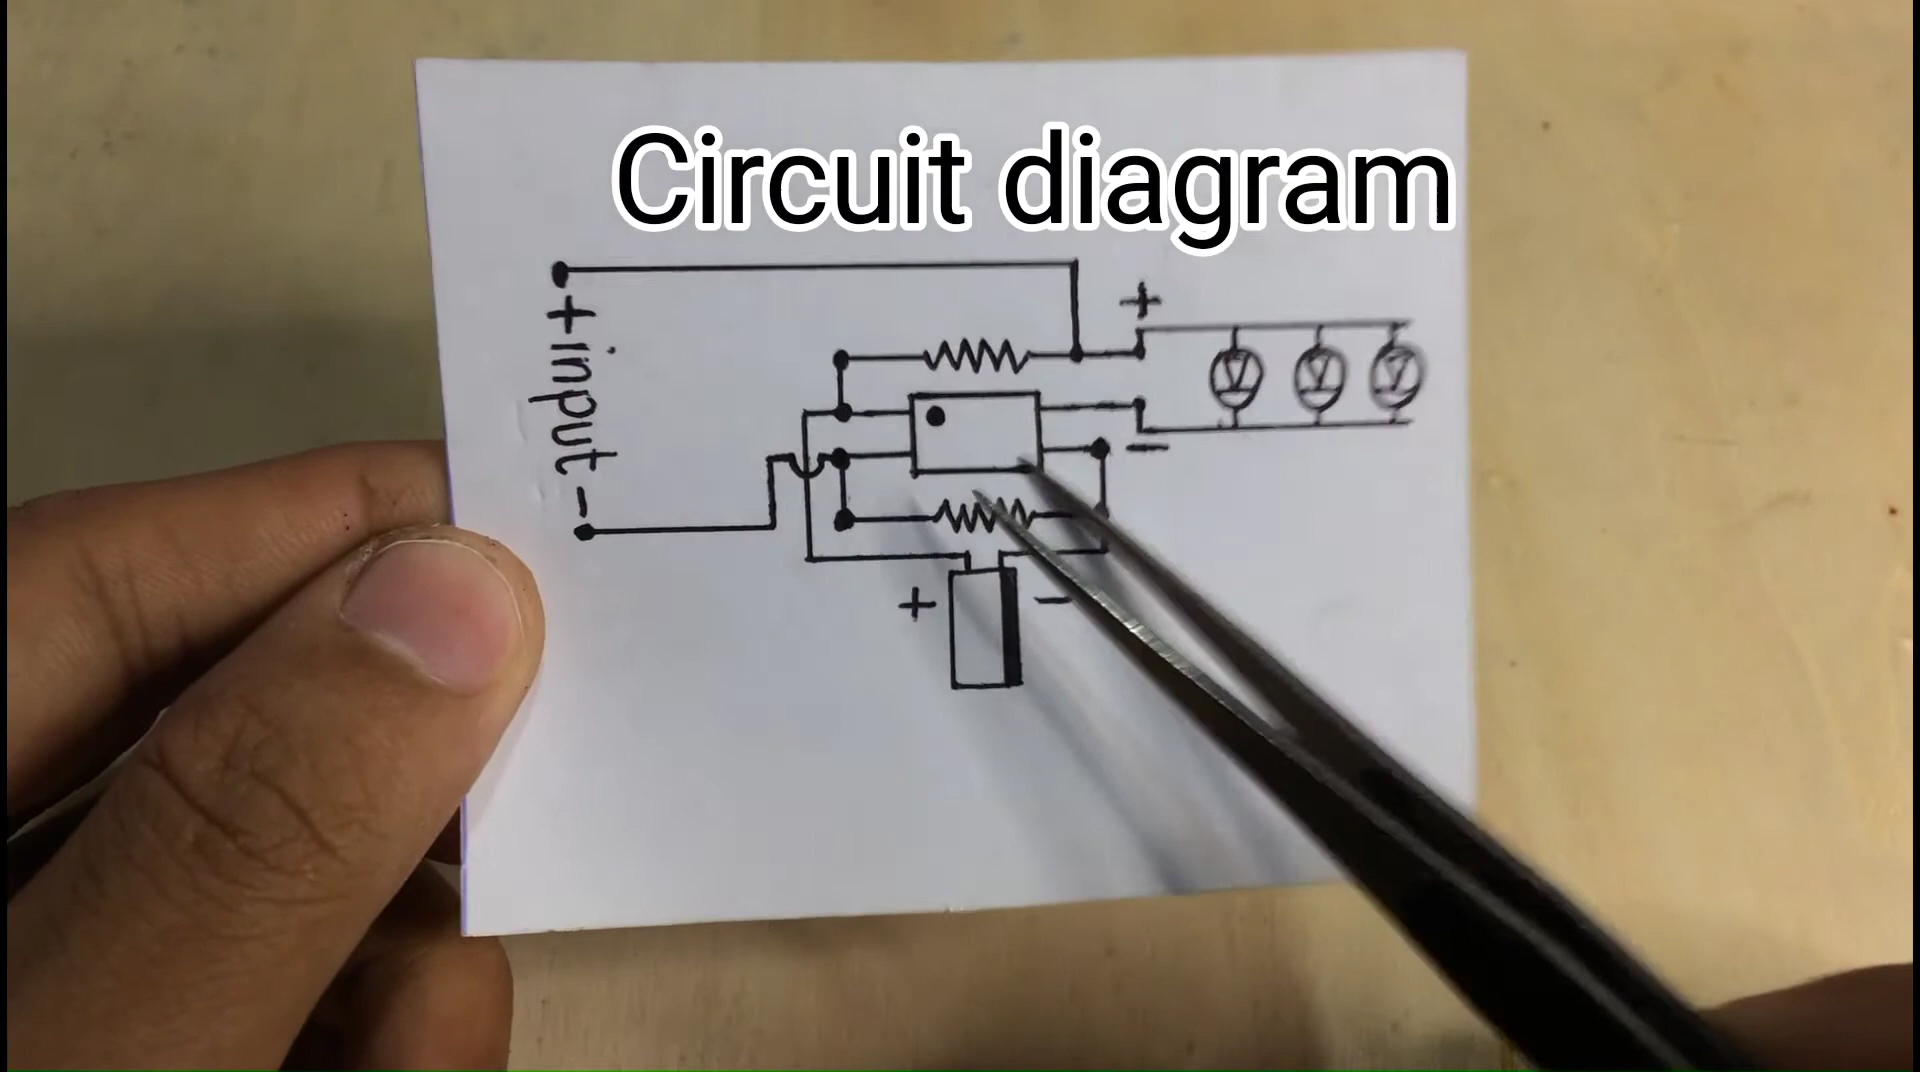 Circuit diagram
+ input -
+
-
+ -